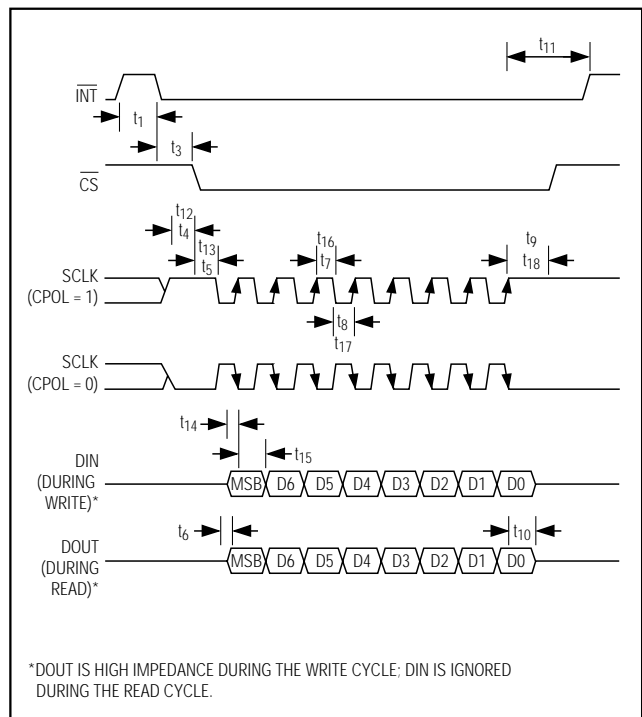 t11
INT
t1
t3
CS
t12
t4
t13
t5
t16
t7
t9
t18
SCLK
(CPOL = 1)
t8
t17
SCLK
(CPOL = 0)
t14
t15
DIN
(DURING
WRITE)*
MSB D6 D5 D4 D3 D2 D1 D0
t6
t10
DOUT
(DURING
READ)*
MSB D6 D5 D4 D3 D2 D1 D0
*DOUT IS HIGH IMPEDANCE DURING THE WRITE CYCLE; DIN IS IGNORED
DURING THE READ CYCLE.